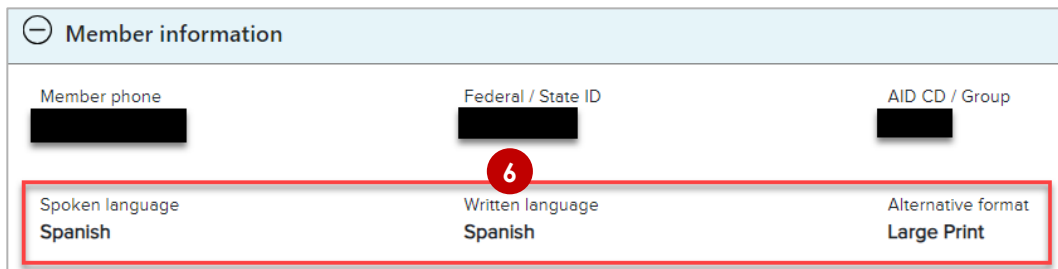 Member information
Member phone Federal / State ID AID CD / Group
6
Spoken language Written language Alternative format
Spanish Spanish Large Print